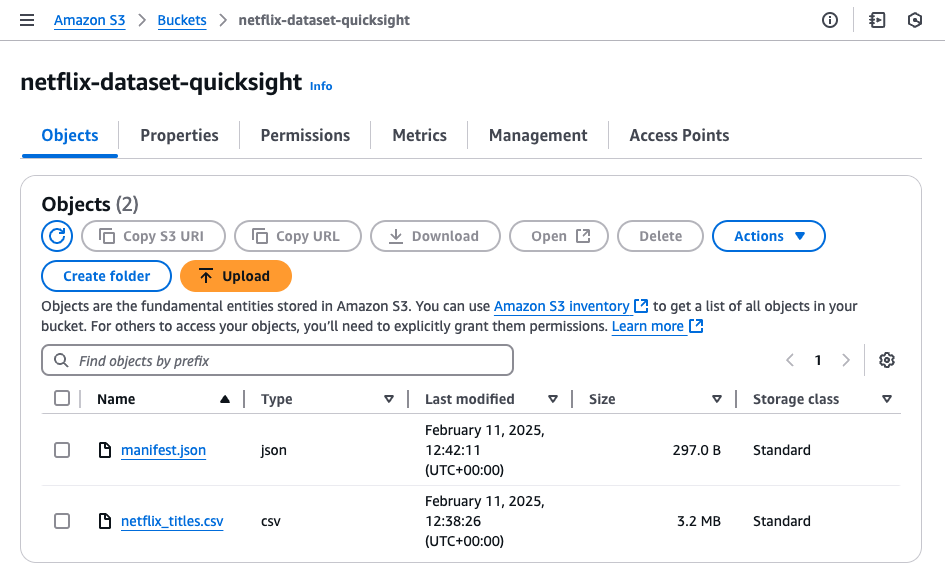 Amazon S3 > Buckets > netflix-dataset-quicksight
netflix-dataset-quicksight Info
Objects Properties Permissions Metrics Management Access Points
Objects (2)
Copy S3 URI Copy URL Download Open Delete Actions
Create folder Upload
Objects are the fundamental entities stored in Amazon S3. You can use Amazon S3 inventory to get a list of all objects in your
bucket. For others to access your objects, you'll need to explicitly grant them permissions. Learn more
Find objects by prefix 1
Name Type Last modified Size Storage class
manifest.json json February 11, 2025, 12:42:11 (UTC+00:00) 297.0 B Standard
netflix_titles.csv csv February 11, 2025, 12:38:26 (UTC+00:00) 3.2 MB Standard